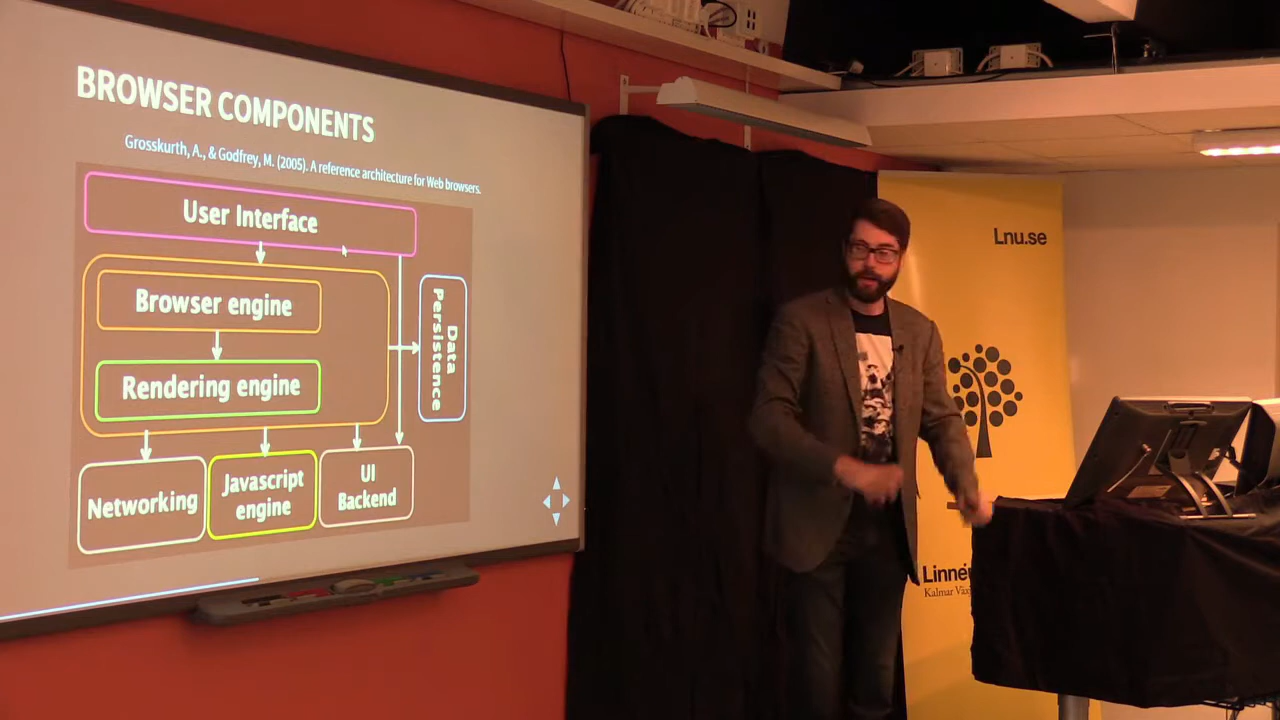 BROWSER COMPONENTS
Grosskurth, A., & Godfrey, M. (2005). A reference architecture for Web browsers.
User Interface
Browser engine
Rendering engine
Data
Persistence
Networking
Javascript
engine
UI
Backend
Lnu.se
Kalmar